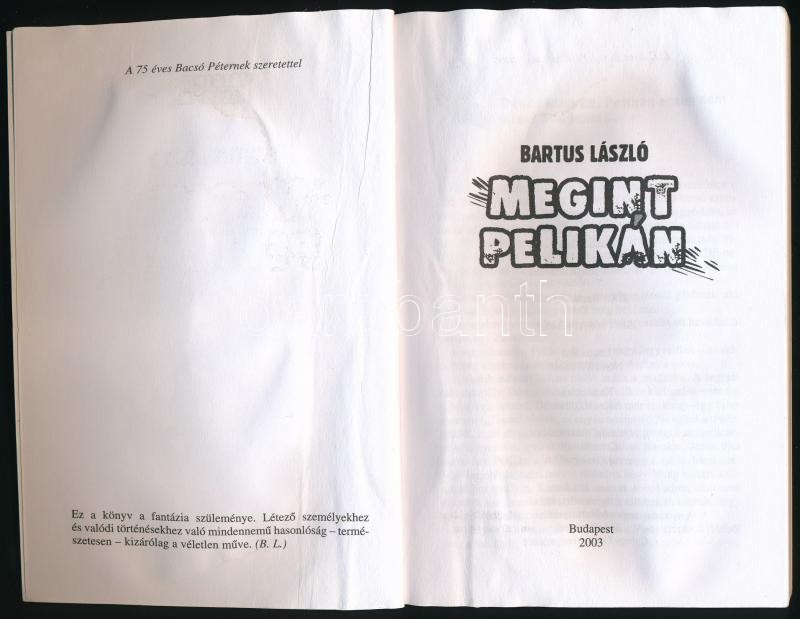 A 75 éves Bacsó Péternek szeretettel
Ez a könyv a fantázia szüleménye. Létező személyekhez
és valódi történésekhez való mindennemű hasonlóság – termé-
szetesen – kizárólag a véletlen műve. (B. L.)
BARTUS LÁSZLÓ
MEGINT
PELIKÁN
Budapest
2003
darabanth